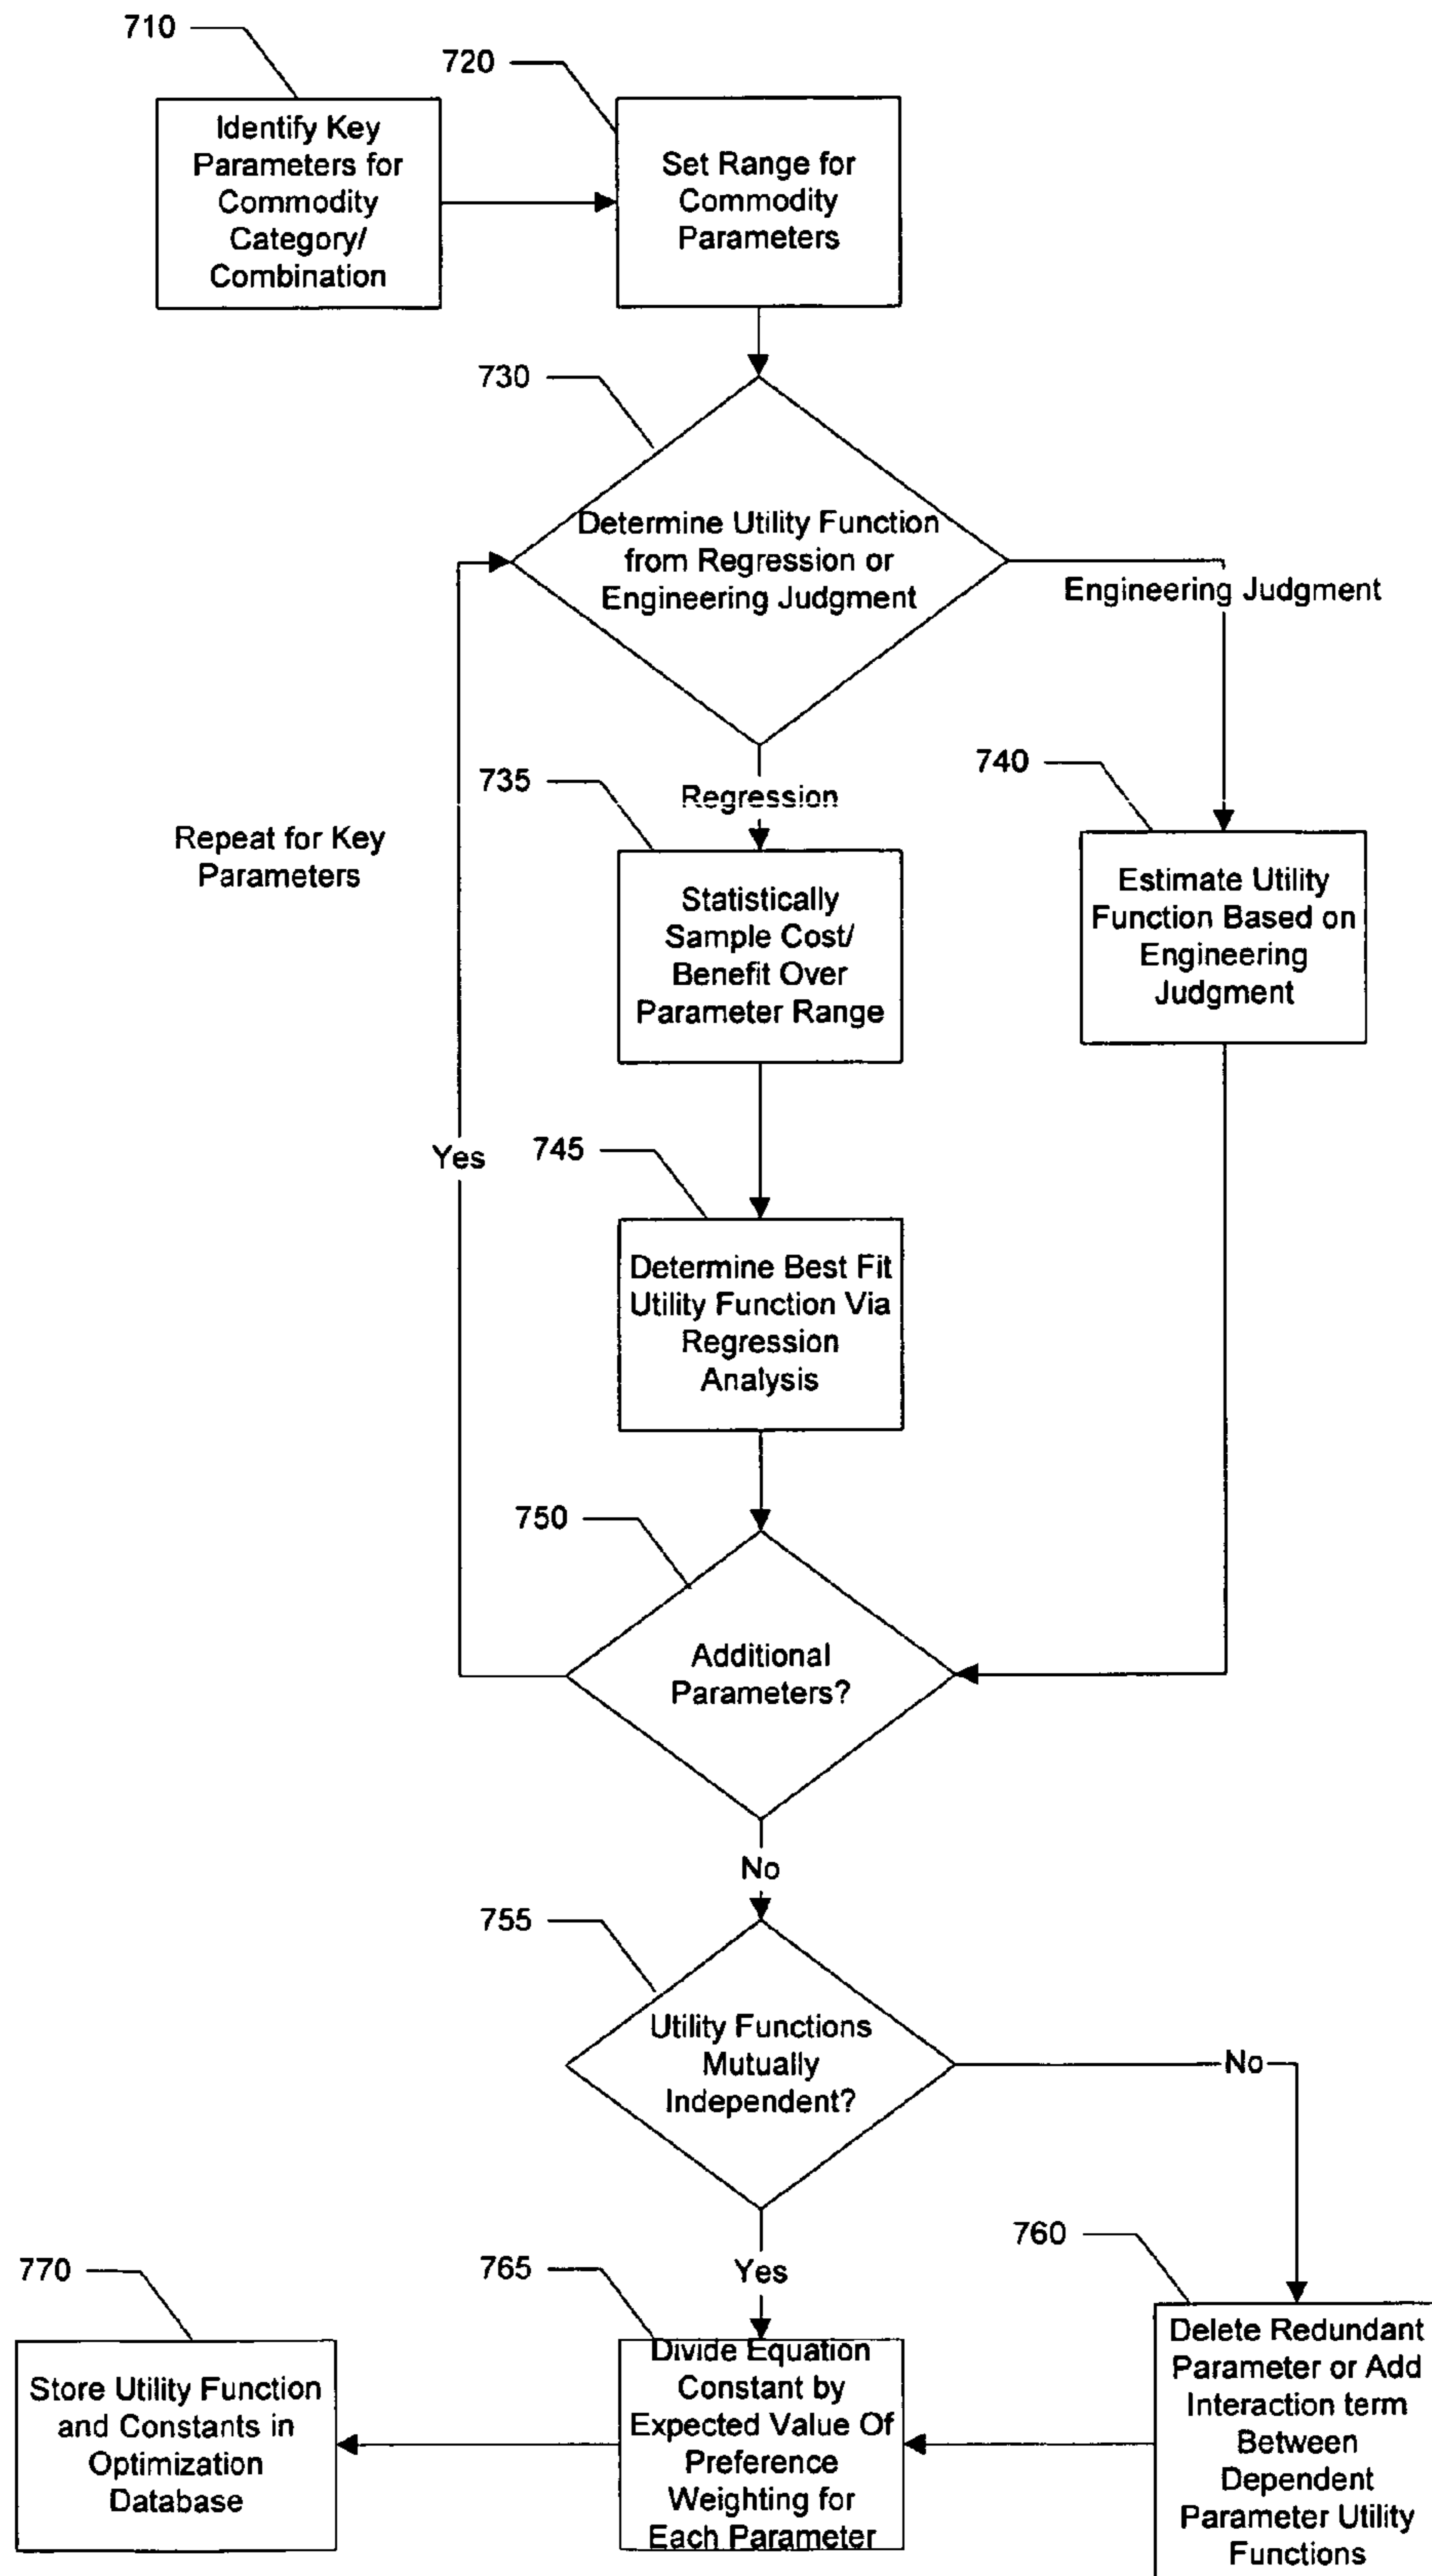 710
Identify Key
Parameters for
Commodity
Category/
Combination
720
Set Range for
Commodity
Parameters
730
Determine Utility Function
from Regression or
Engineering Judgment
Engineering Judgment
735
Regression
740
Repeat for Key
Parameters
Statistically
Sample Cost/
Benefit Over
Parameter Range
Estimate Utility
Function Based on
Engineering
Judgment
Yes
745
Determine Best Fit
Utility Function Via
Regression
Analysis
750
Additional
Parameters?
No
755
Utility Functions
Mutually
Independent?
No
Yes
760
Delete Redundant
Parameter or Add
Interaction term
Between
Dependent
Parameter Utility
Functions
765
Divide Equation
Constant by
Expected Value Of
Preference
Weighting for
Each Parameter
770
Store Utility Function
and Constants in
Optimization
Database